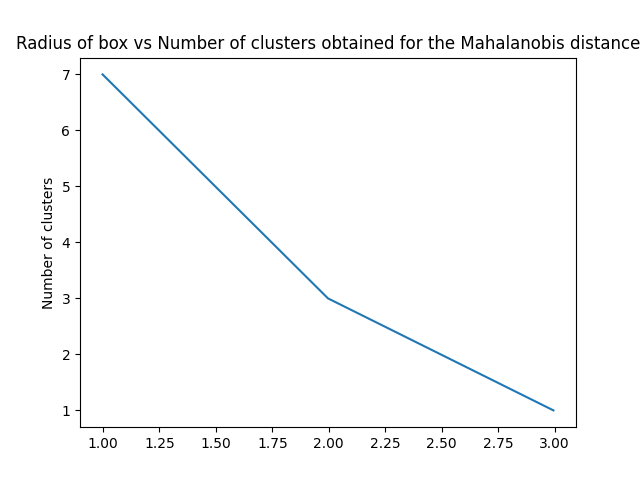 Radius of box vs Number of clusters obtained for the Mahalanobis distance
Number of clusters
7
6
5
4
3
2
1
1.00 1.25 1.50 1.75 2.00 2.25 2.50 2.75 3.00